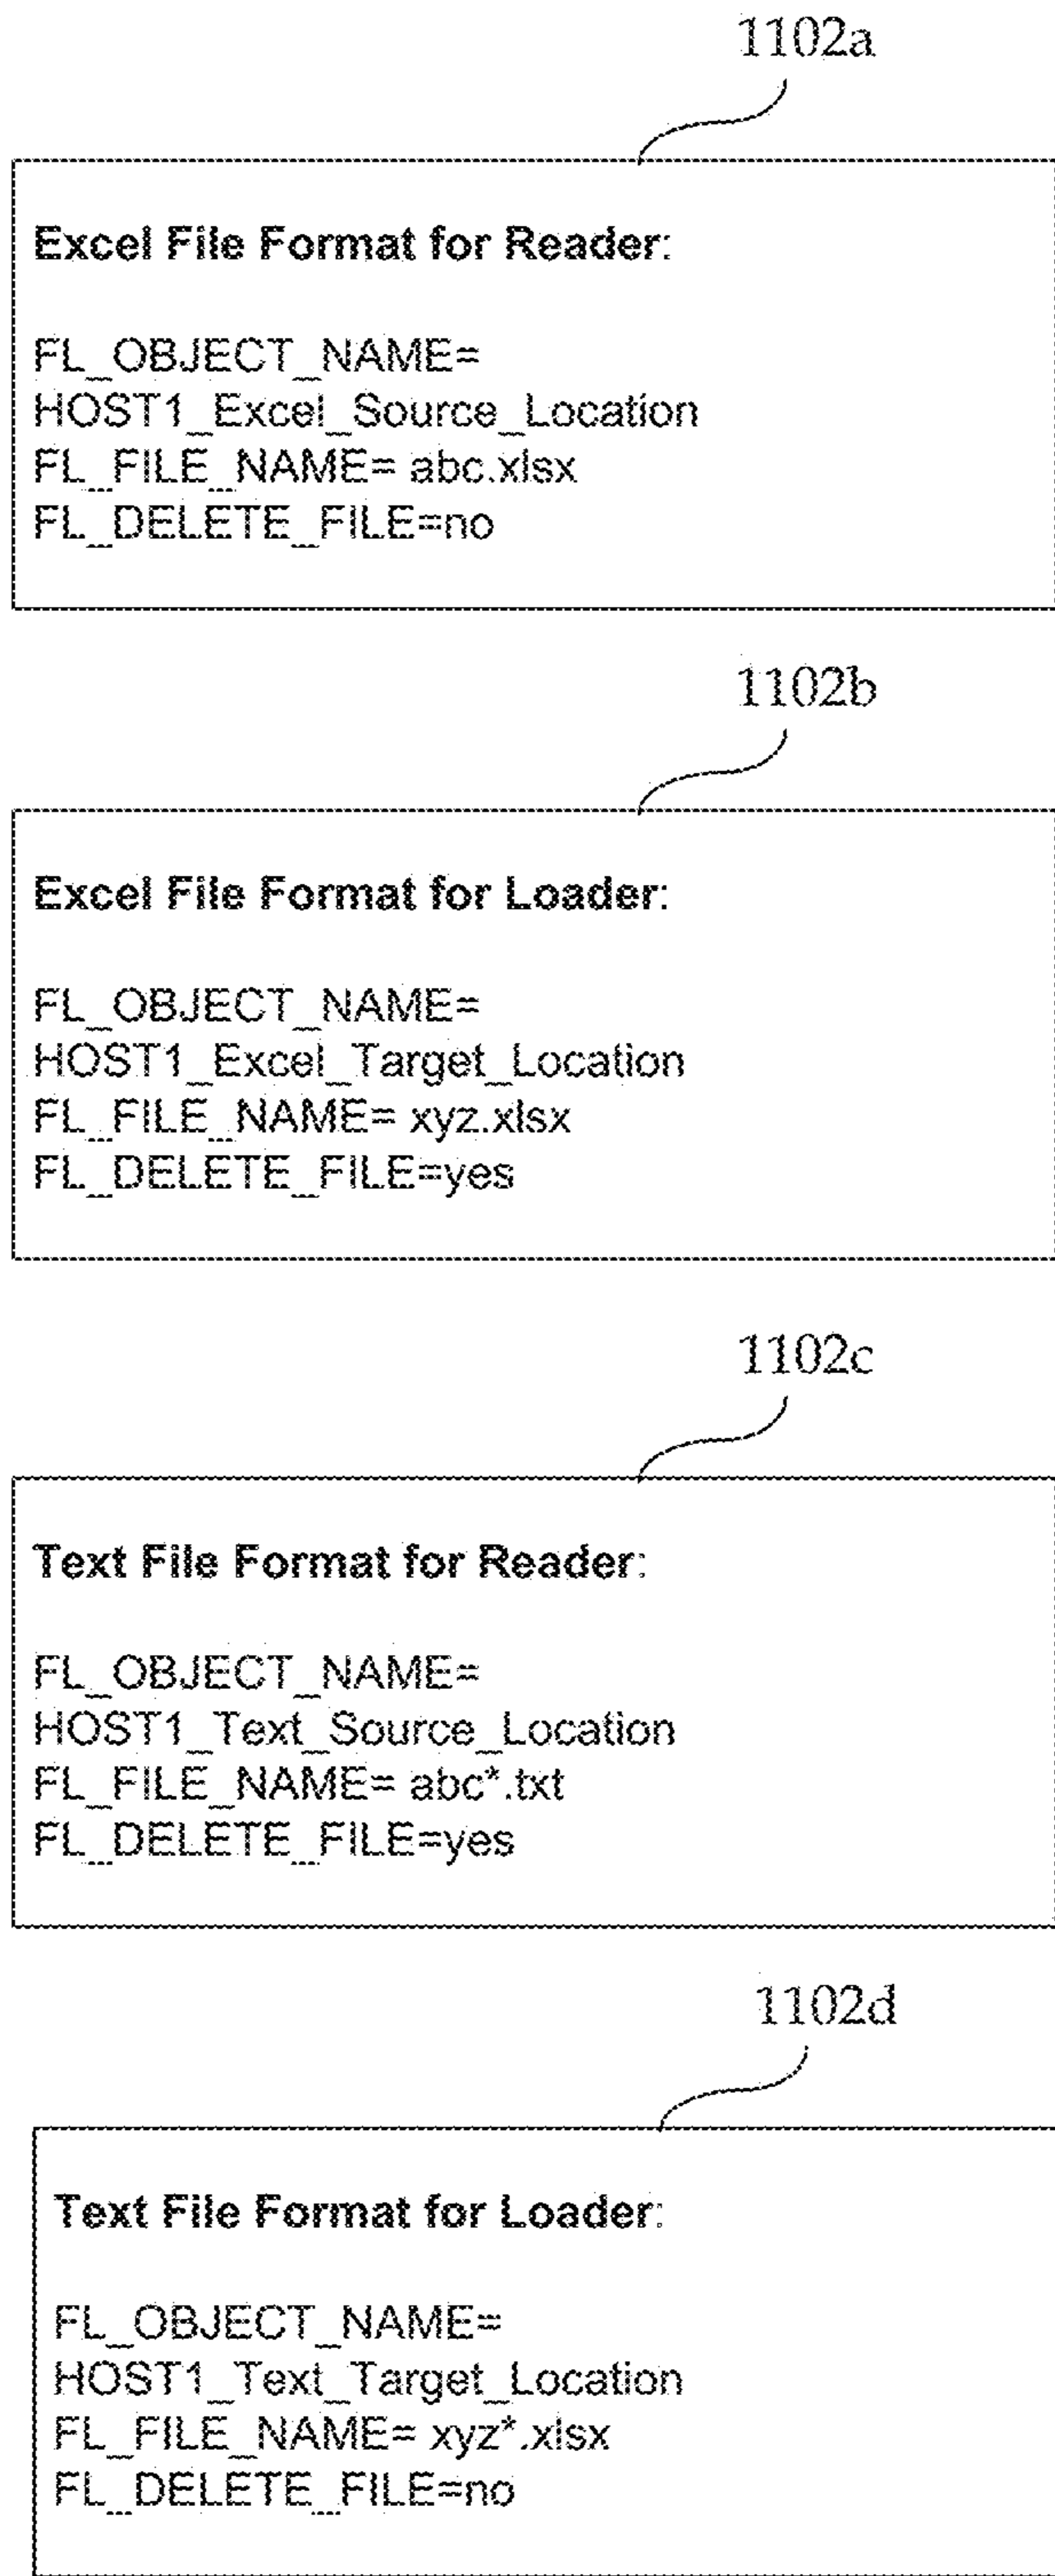 1102a
Excel File Format for Reader:
FL_OBJECT_NAME=
HOST1_Excel_Source_Location
FL_FILE_NAME= abc.xlsx
FL_DELETE_FILE=no
1102b
Excel File Format for Loader:
FL_OBJECT_NAME=
HOST1_Excel_Target_Location
FL_FILE_NAME= xyz.xlsx
FL_DELETE_FILE=yes
1102c
Text File Format for Reader:
FL_OBJECT_NAME=
HOST1_Text_Source_Location
FL_FILE_NAME= abc*.txt
FL_DELETE_FILE=yes
1102d
Text File Format for Loader:
FL_OBJECT_NAME=
HOST1_Text_Target_Location
FL_FILE_NAME= xyz*.xlsx
FL_DELETE_FILE=no